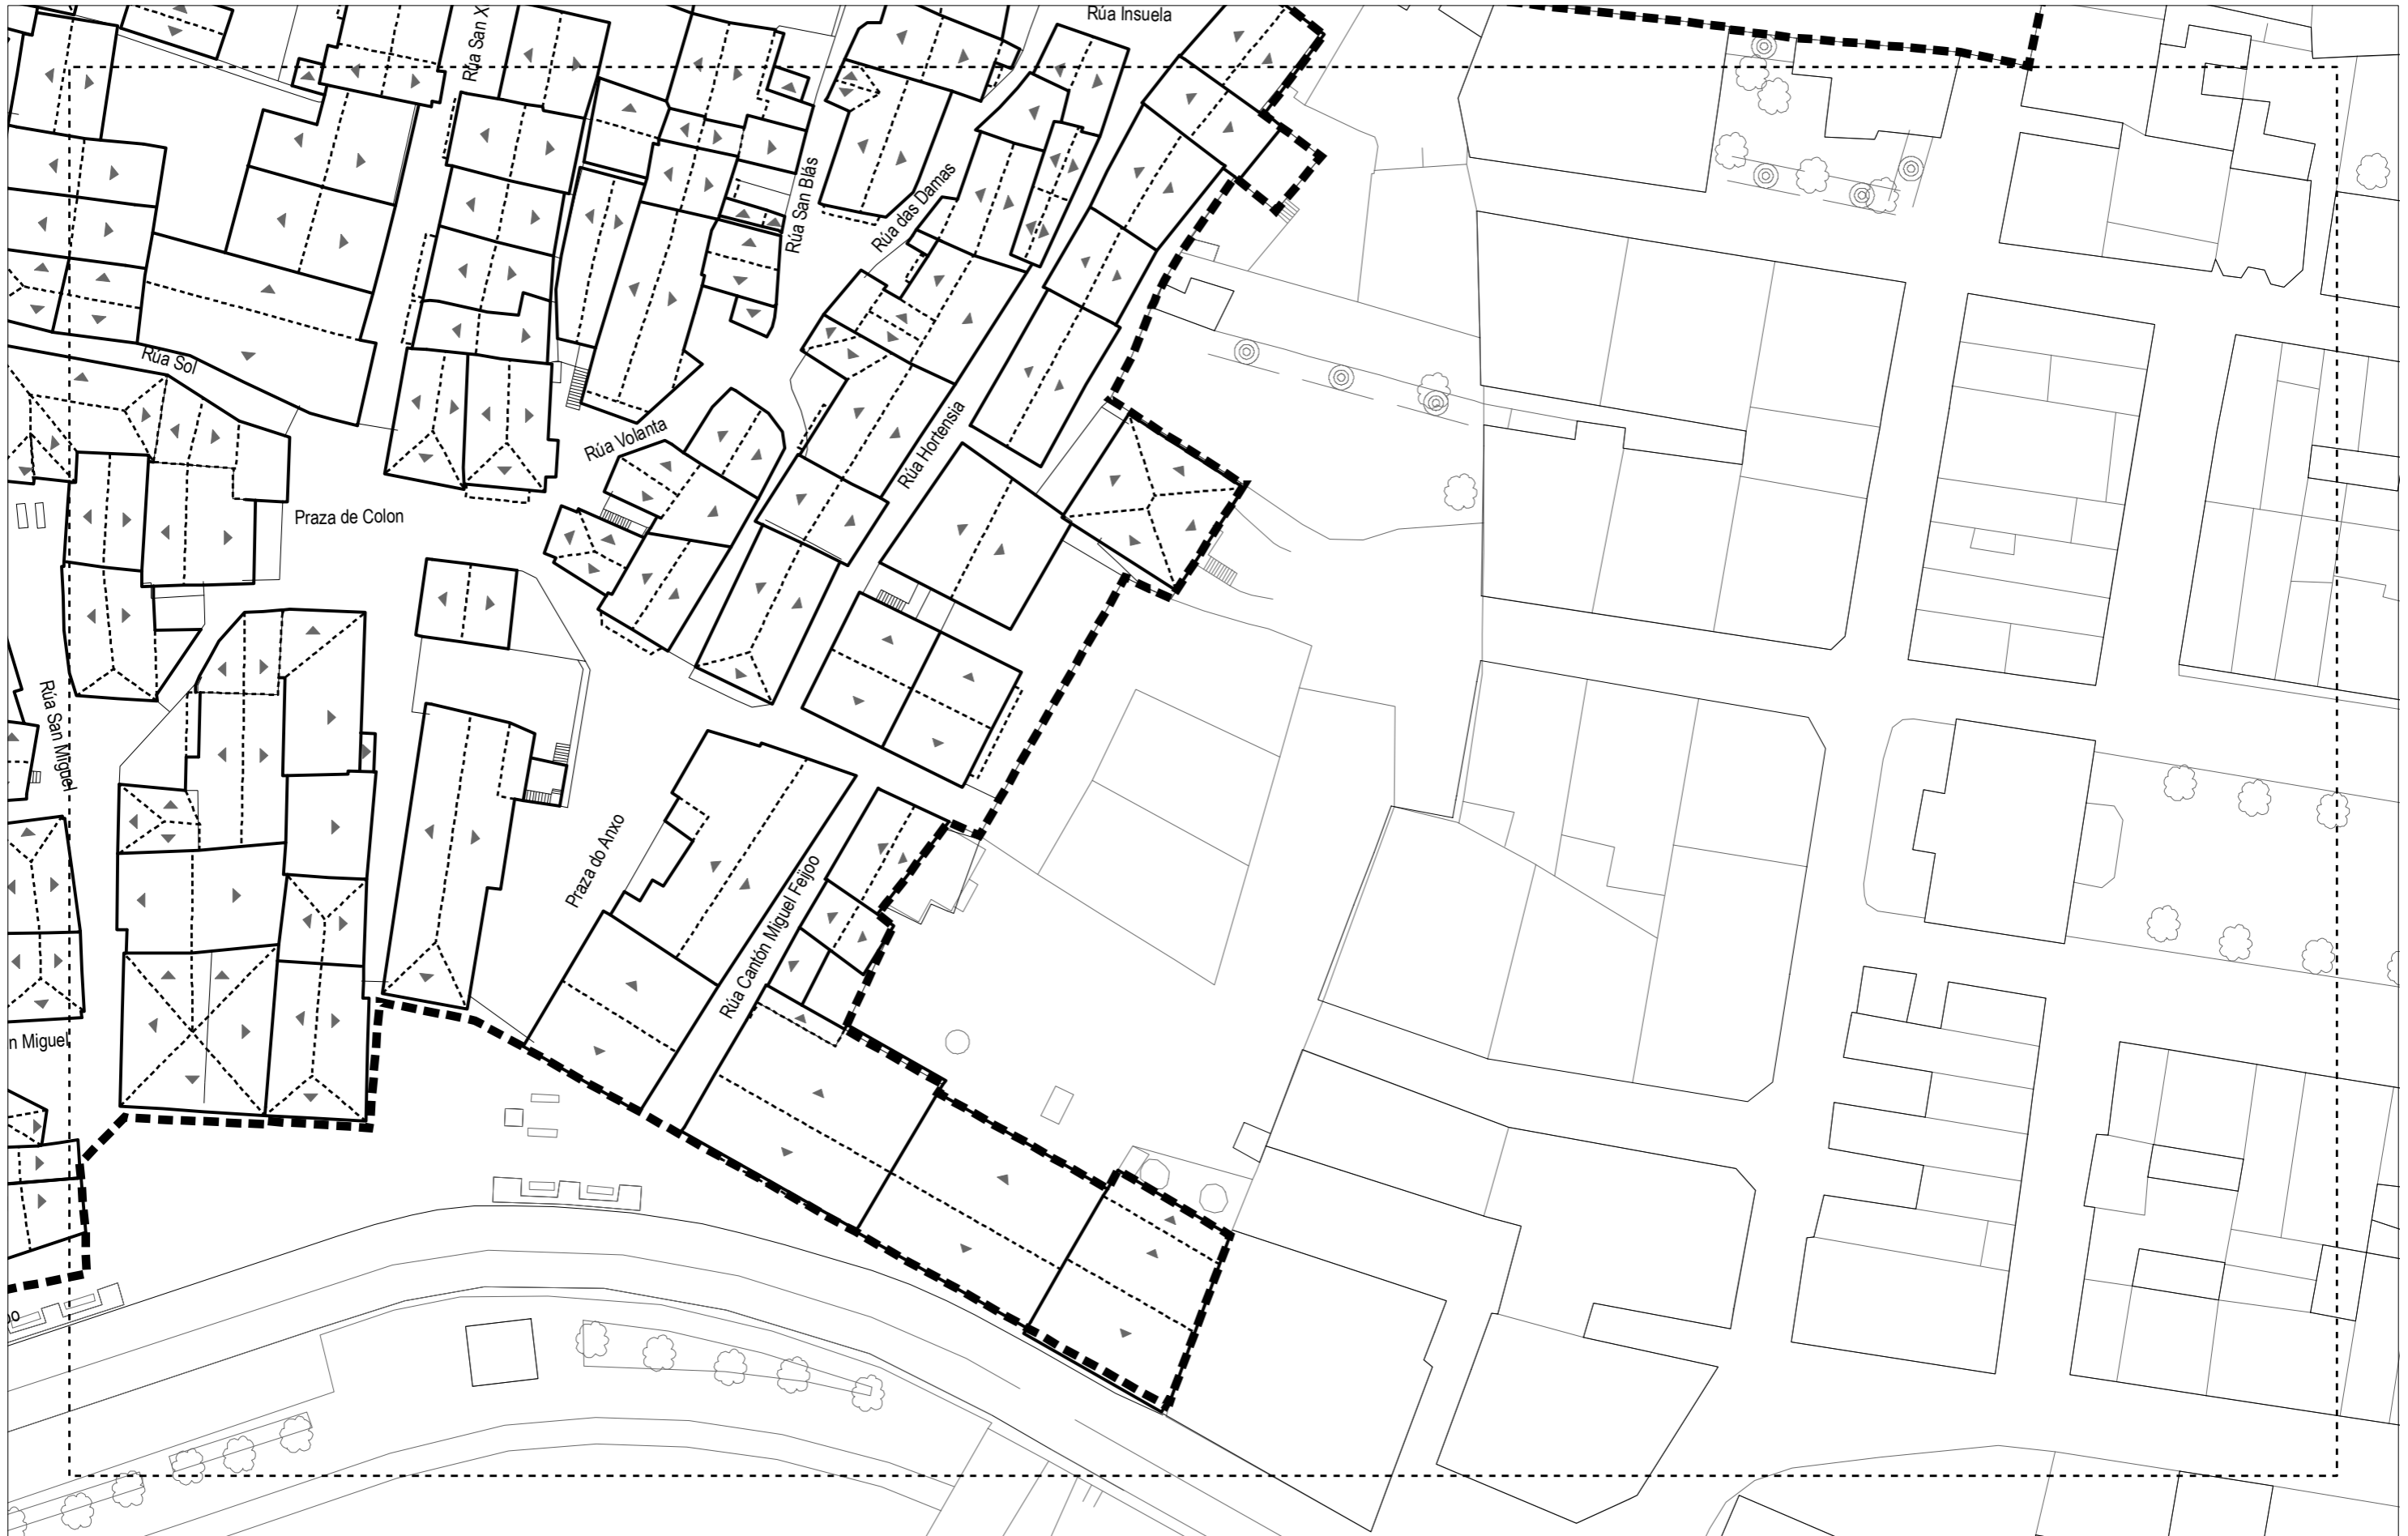 Rúa Insuela
Rúa San X
Rúa San Blás
Rúa das Damas
Rúa Sol
Rúa Volanta
Rúa Hortensia
Praza de Colon
Rúa San Miguel
Praza do Anxo
Rúa Cantón Miguel Feijoo
n Miguel